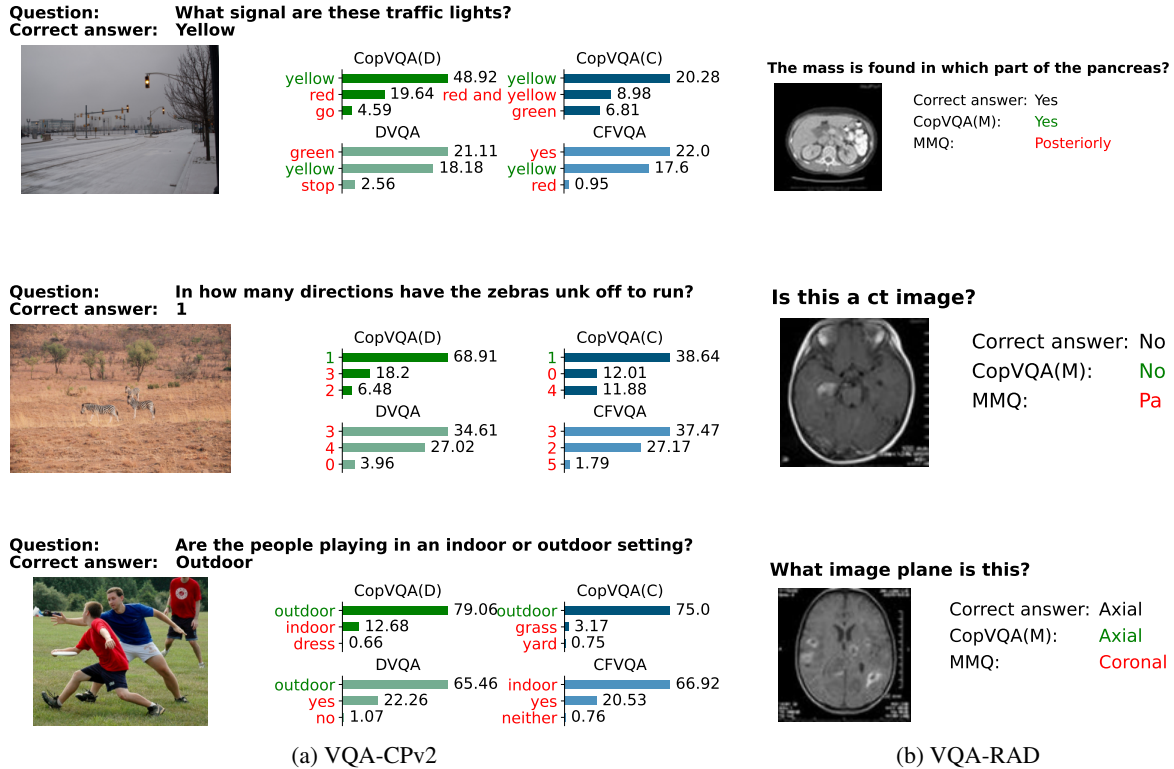 Question: What signal are these traffic lights?
Correct answer: Yellow
CopVQA(D)
yellow 48.92
red 19.64
go 4.59
CopVQA(C)
yellow 20.28
red and yellow 8.98
green 6.81
DVQA
green 21.11
yellow 18.18
stop 2.56
CFVQA
yes 22.0
yellow 17.6
red 0.95
The mass is found in which part of the pancreas?
Correct answer: Yes
CopVQA(M): Yes
MMQ: Posteriorly
Question: In how many directions have the zebras unk off to run?
Correct answer: 1
CopVQA(D)
1 68.91
3 18.2
2 6.48
CopVQA(C)
1 38.64
0 12.01
4 11.88
DVQA
3 34.61
4 27.02
0 3.96
CFVQA
3 37.47
2 27.17
5 1.79
Is this a ct image?
Correct answer: No
CopVQA(M): No
MMQ: Pa
Question: Are the people playing in an indoor or outdoor setting?
Correct answer: Outdoor
CopVQA(D)
outdoor 79.06
indoor 12.68
dress 0.66
CopVQA(C)
outdoor 75.0
grass 3.17
yard 0.75
DVQA
outdoor 65.46
yes 22.26
no 1.07
CFVQA
indoor 66.92
yes 20.53
neither 0.76
What image plane is this?
Correct answer: Axial
CopVQA(M): Axial
MMQ: Coronal
(a) VQA-CPv2
(b) VQA-RAD